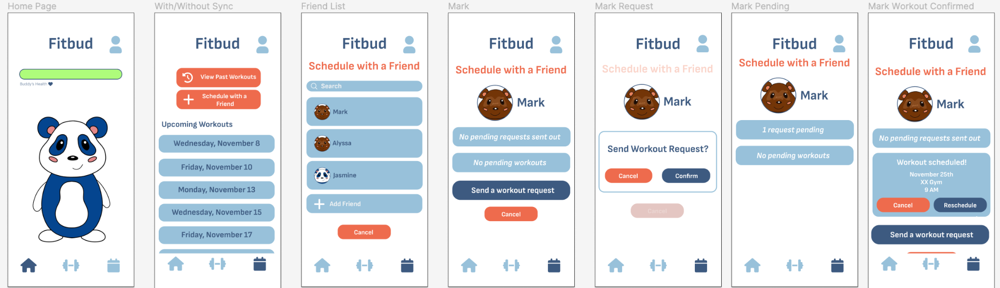 Home Page
Fitbud
Buddy's Health
With/Without Sync
Fitbud
View Past Workouts
Schedule with a
Friend
Upcoming Workouts
Wednesday, November 8
Friday, November 10
Monday, November 13
Wednesday, November 15
Friday, November 17
Friend List
Fitbud
Schedule with a Friend
Search
Mark
Alyssa
Jasmine
Add Friend
Cancel
Mark
Fitbud
Schedule with a Friend
Mark
No pending requests sent out
No pending workouts
Send a workout request
Cancel
Mark Request
Fitbud
Schedule with a Friend
Mark
Send Workout Request?
Cancel
Confirm
Cancel
Mark Pending
Fitbud
Schedule with a Friend
Mark
1 request pending
No pending workouts
Mark Workout Confirmed
Fitbud
Schedule with a Friend
Mark
No pending requests sent out
Workout scheduled!
November 25th
XX Gym
9 AM
Cancel
Reschedule
Send a workout request